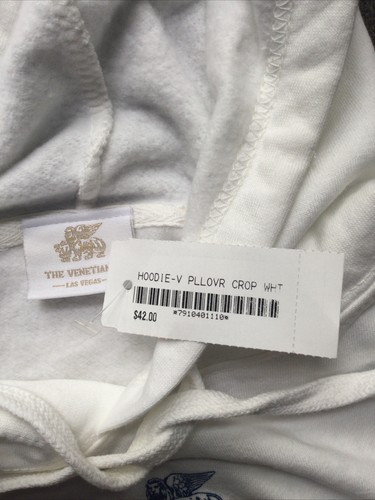 THE VENETIAN
LAS VEGAS
HOODIE-V PLLOVR CROP WHT
*7910401110*
$42.00